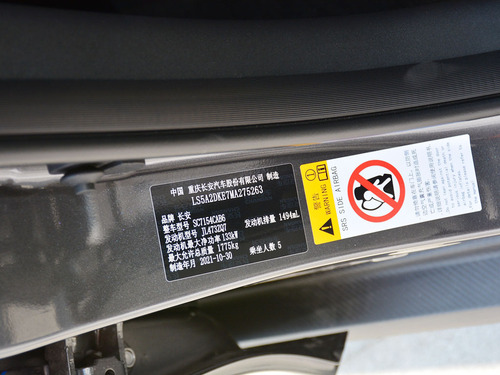 中国 重庆长安汽车股份有限公司 制造
LS5A2DKE7MA275263
品牌 长安
整车型号 SC7154CAB6
发动机型号 JL473ZQ7 发动机排量 1494mL
发动机最大净功率 133kW
最大允许总质量 1775kg
制造年月 2021-10-30 乘坐人数 5
警告
WARNING
SRS SIDE AIRBAG